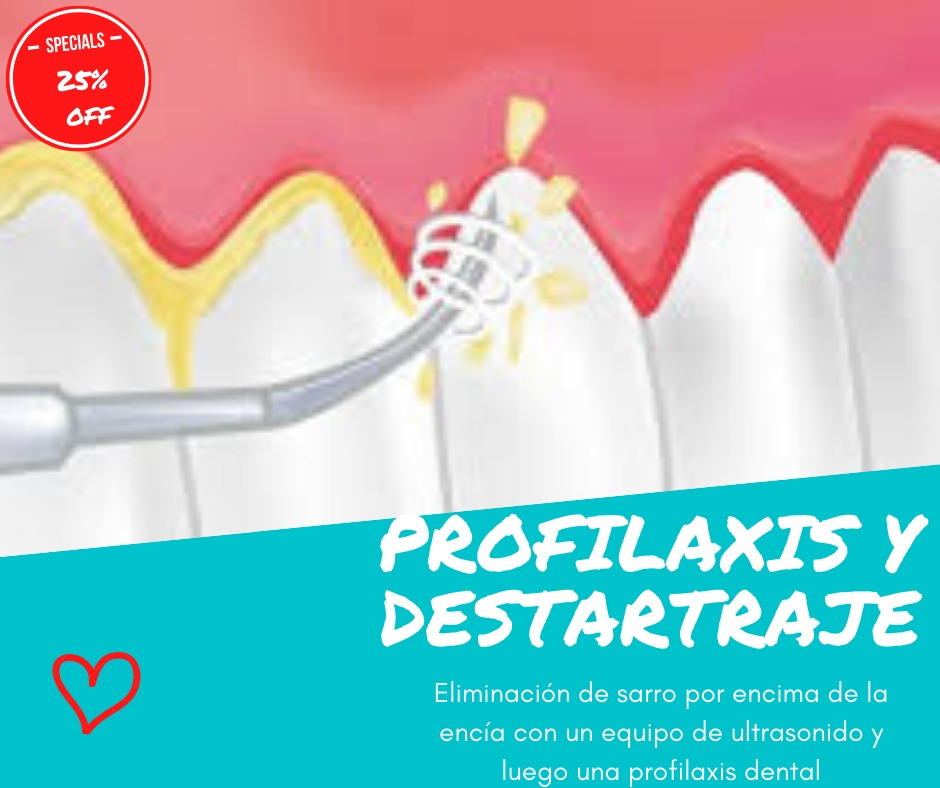 - SPECIALS -
25%
OFF
PROFILAXIS Y
DESTARTRAJE
Eliminación de sarro por encima de la
encía con un equipo de ultrasonido y
luego una profilaxis dental